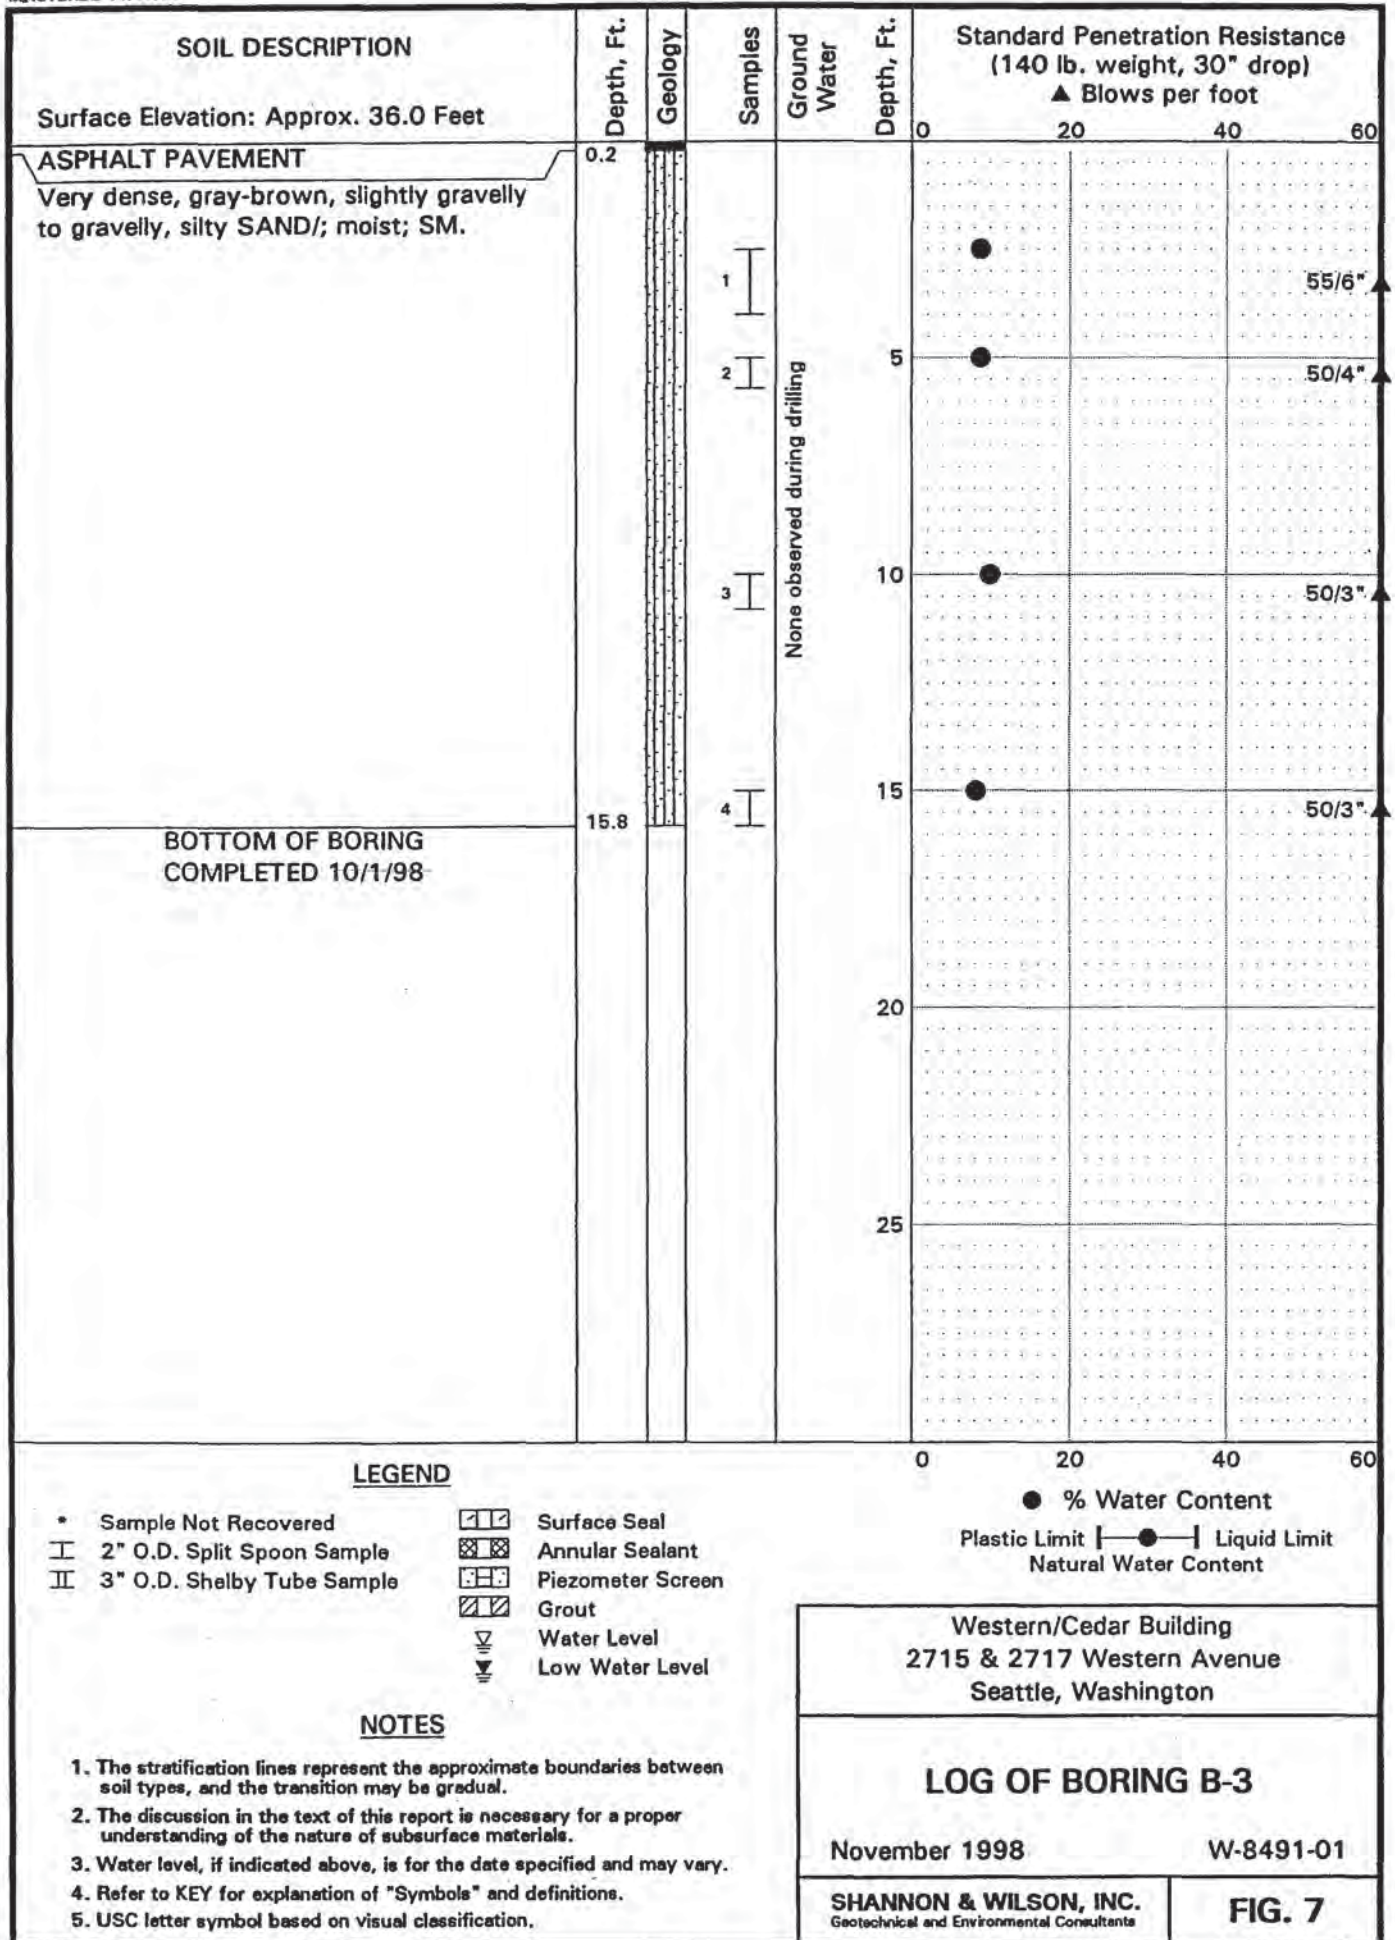 SOIL DESCRIPTION
Surface Elevation: Approx. 36.0 Feet
Depth, Ft.
Geology
Samples
Ground
Water
Depth, Ft.
Standard Penetration Resistance
(140 lb. weight, 30" drop)
▲ Blows per foot
0 20 40 60
ASPHALT PAVEMENT
0.2
Very dense, gray-brown, slightly gravelly
to gravelly, silty SAND/; moist; SM.
1
55/6"
2
5
50/4"
None observed during drilling
3
10
50/3"
4
15
50/3"
15.8
BOTTOM OF BORING
COMPLETED 10/1/98
20
25
0 20 40 60
LEGEND
* Sample Not Recovered
2" O.D. Split Spoon Sample
3" O.D. Shelby Tube Sample
Surface Seal
Annular Sealant
Piezometer Screen
Grout
Water Level
Low Water Level
● % Water Content
Plastic Limit Liquid Limit
Natural Water Content
NOTES
1. The stratification lines represent the approximate boundaries between
soil types, and the transition may be gradual.
2. The discussion in the text of this report is necessary for a proper
understanding of the nature of subsurface materials.
3. Water level, if indicated above, is for the date specified and may vary.
4. Refer to KEY for explanation of "Symbols" and definitions.
5. USC letter symbol based on visual classification.
Western/Cedar Building
2715 & 2717 Western Avenue
Seattle, Washington
LOG OF BORING B-3
November 1998 W-8491-01
SHANNON & WILSON, INC.
Geotechnical and Environmental Consultants
FIG. 7